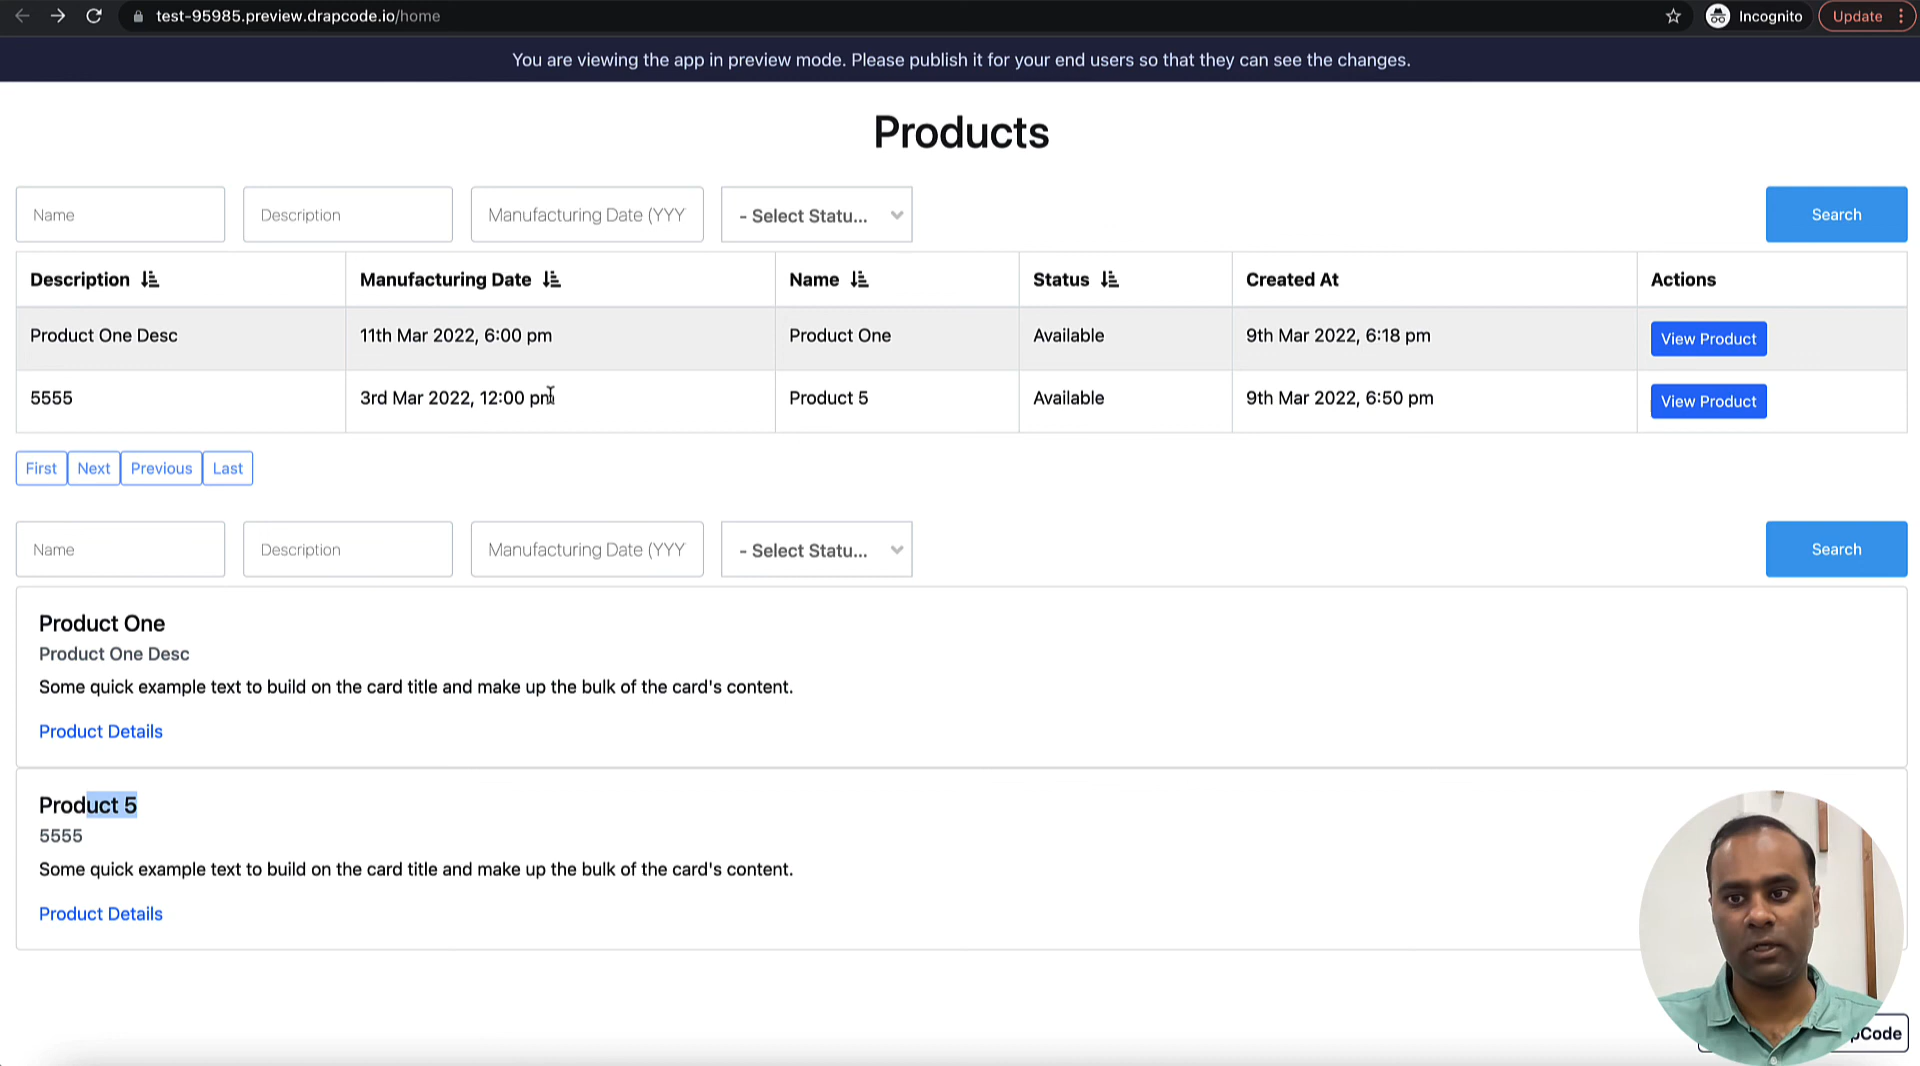 test-95985.preview.drapcode.io/home
Incognito
Update
You are viewing the app in preview mode. Please publish it for your end users so that they can see the changes.
Products
Name
Description
Manufacturing Date (YYY
- Select Statu...
Search
Description
Manufacturing Date
Name
Status
Created At
Actions
Product One Desc
11th Mar 2022, 6:00 pm
Product One
Available
9th Mar 2022, 6:18 pm
View Product
5555
3rd Mar 2022, 12:00 pm
Product 5
Available
9th Mar 2022, 6:50 pm
View Product
First
Next
Previous
Last
Name
Description
Manufacturing Date (YYY
- Select Statu...
Search
Product One
Product One Desc
Some quick example text to build on the card title and make up the bulk of the card's content.
Product Details
Product 5
5555
Some quick example text to build on the card title and make up the bulk of the card's content.
Product Details